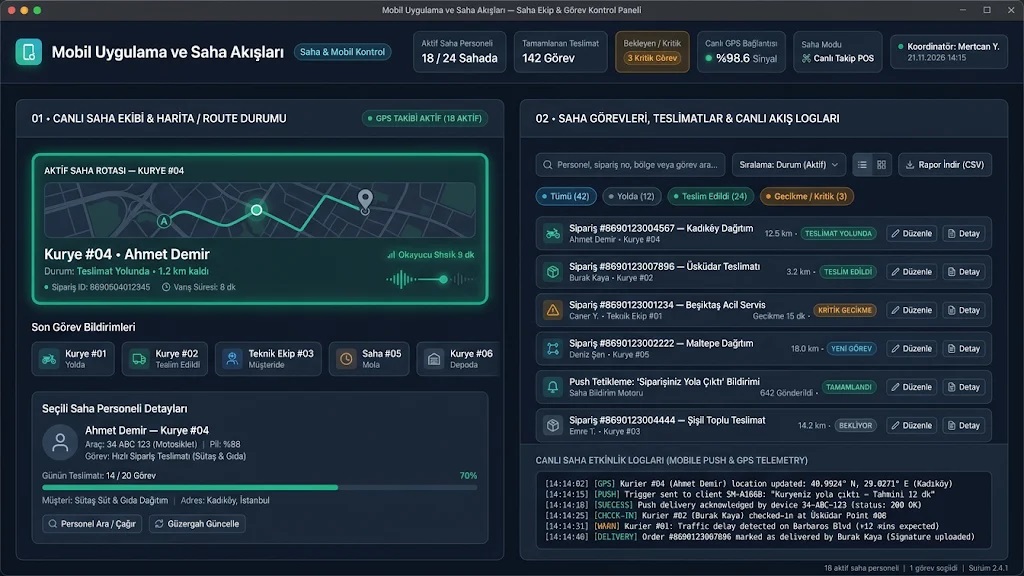 Mobil Uygulama ve Saha Akışları — Saha Ekip & Görev Kontrol Paneli
Mobil Uygulama ve Saha Akışları
Saha & Mobil Kontrol
Aktif Saha Personeli
18 / 24 Sahada
Tamamlanan Teslimat
142 Görev
Bekleyen / Kritik
3 Kritik Görev
Canlı GPS Bağlantısı
%98.6 Sinyal
Saha Modu
Canlı Takip POS
Koordinatör: Mertcan Y.
21.11.2026 14:15
01 • CANLI SAHA EKİBİ & HARİTA / ROUTE DURUMU
GPS TAKİBİ AKTİF (18 AKTİF)
AKTİF SAHA ROTASI — KURYE #04
A
Kurye #04 • Ahmet Demir
Durum: Teslimat Yolunda • 1.2 km kaldı
Sipariş ID: 8690504012345
Varış Süresi: 8 dk
Okayucu 9 dk
Son Görev Bildirimleri
Kurye #01
Yolda
Kurye #02
Tealim Edildi
Teknik Ekip #03
Müşteride
Saha #05
Mola
Kurye #06
Depoda
Seçili Saha Personeli Detayları
Ahmet Demir — Kurye #04
Araç: 34 ABC 123 (Motosiklet) | Pil: %88
Görev: Hızlı Sipariş Teslimatı (Sütaş & Gıda)
Günün Teslimatı: 14 / 20 Görev
70%
Müşteri: Sütaş Süt & Gıda Dağıtım | Adres: Kadıköy, İstanbul
Personel Ara / Çağır
Güzergah Güncelle
02 • SAHA GÖREVLERİ, TESLİMATLAR & CANLI AKIŞ LOGLARI
Personel, sipariş no, bölge veya görev ara...
Sıralama: Durum (Aktif)
Rapor İndir (CSV)
Tümü (42)
Yolda (12)
Teslim Edildi (24)
Gecikme / Kritik (3)
Sipariş #8690123004567 — Kadıköy Dağıtım
Ahmet Demir - Kurye #04
12.5 km •
TESLİMAT YOLUNDA
Düzenle
Detay
Sipariş #8690123007896 — Üsküdar Teslimatı
Burak Kaya • Kurye #02
3.2 km •
TESLİM EDİLDİ
Düzenle
Detay
Sipariş #8690123001234 — Beşiktaş Acil Servis
Caner Y. • Ekip #01
Gecikme 15 dk •
KRİTİK GECİKME
Düzenle
Detay
Sipariş #8690123002222 — Maltepe Dağıtım
Deniz Şen • Kurye #05
18.0 km •
YENİ GÖREV
Düzenle
Detay
Push Tetikleme: 'Siparişiniz Yola Çıktı' Bildirimi
Saha Bildirim Motoru
642 Gönderildi •
TAMAMLANDI
Düzenle
Detay
Sipariş #8690123004444 — Şişil Toplu Teslimat
Emre T. • Kurye #03
14.2 km •
BEKLİYOR
Düzenle
Detay
CANLI SAHA ETKİNLİK LOGLARI (MOBILE PUSH & GPS TELEMETRY)
[14:14:02] [GPS] Kurier #04 (Ahmet Demir) location updated: 40.9924° N, 29.0271° E (Kadıköy)
[14:14:15] [PUSH] Trigger sent to client SM-A166B: "Kuryeniz yola çıktı – Tahmini 12 dk"
[14:14:18] [SUCESS] Push delivery acknowledged by device 34-ABC-123 (status: 200 OK)
[14:14:25] [CHCCK-IN] Kurier #02 (Burak Kaya) checked-in at Üsküdar Point #08
[14:14:31] [WARN] Kurier #01: Traffic delay detected on Barbaros Blvd (+12 mins expected)
[14:14:40] [DELIVERY] Order #8690123007896 marked as delivered by Burak Kaya (Signature uploaded)
18 aktif saha personeli | 1 görev | Sürüm 2.4.1